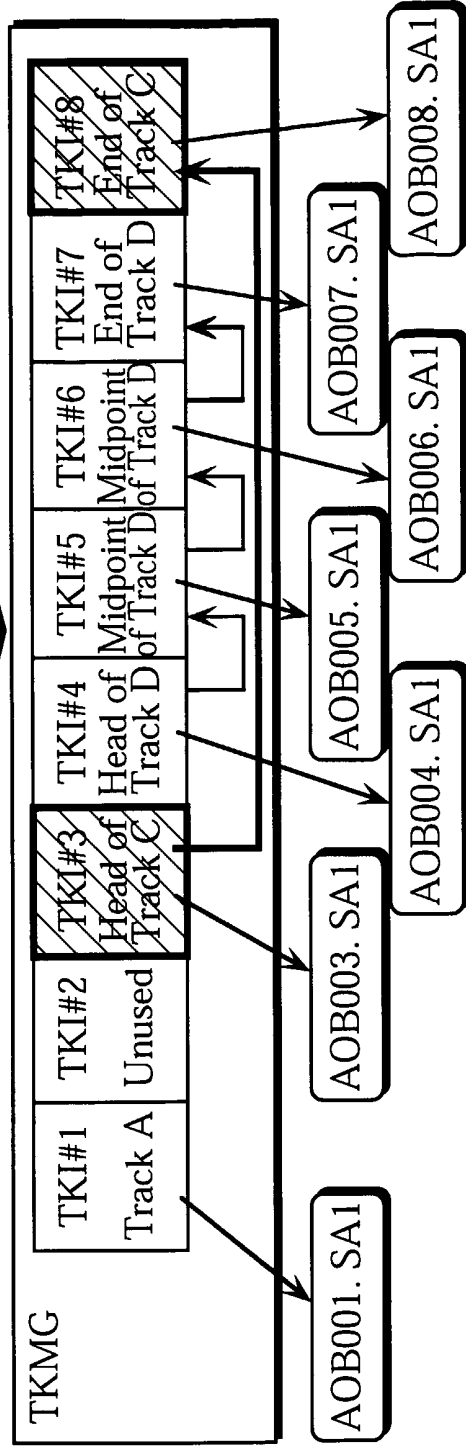 TKMG
TKI#1
Track A
TKI#2
Unused
TKI#3
Head of
Track C
TKI#4
Head of
Track D
TKI#5
Midpoint
of Track D
TKI#6
Midpoint
of Track D
TKI#7
End of
Track D
TKI#8
End of
Track C
AOB001. SA1
AOB003. SA1
AOB004. SA1
AOB005. SA1
AOB006. SA1
AOB007. SA1
AOB008. SA1